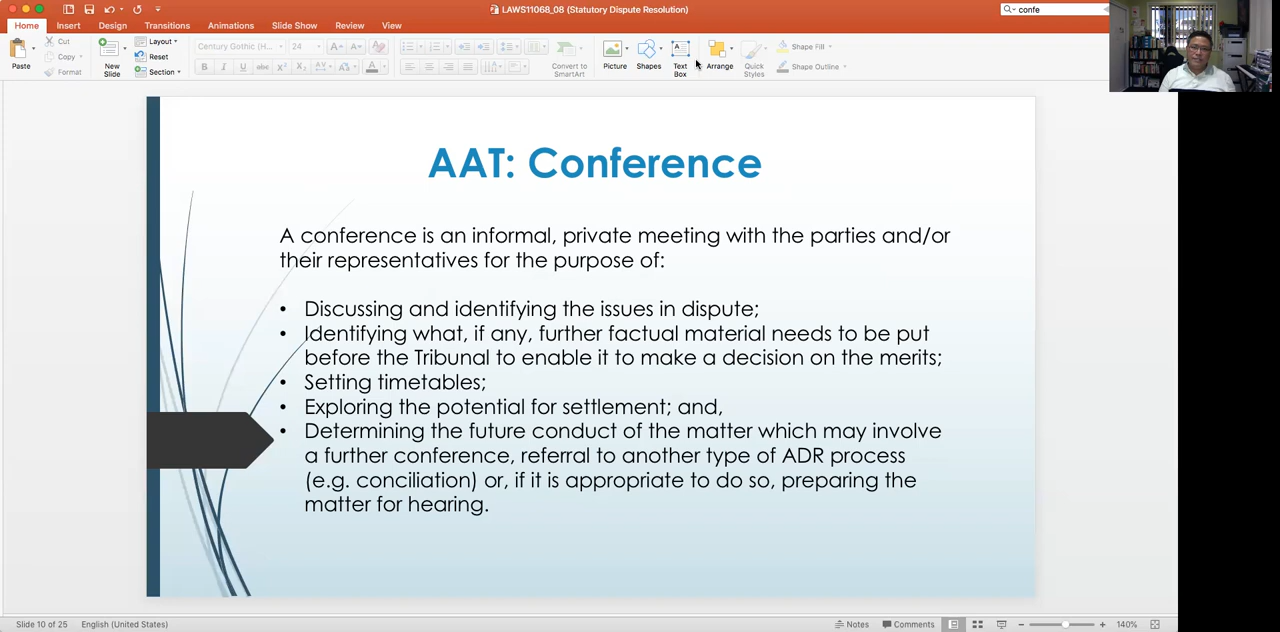 LAWS11068_08 (Statutory Dispute Resolution)
confe
Home Insert Design Transitions Animations Slide Show Review View
Paste
Cut
Copy
Format
New Slide
Layout
Reset
Section
Century Gothic (H... 24
Convert to SmartArt
Picture
Shapes
Text Box
Arrange
Quick Styles
Shape Fill
Shape Outline
AAT: Conference
A conference is an informal, private meeting with the parties and/or
their representatives for the purpose of:
• Discussing and identifying the issues in dispute;
• Identifying what, if any, further factual material needs to be put
before the Tribunal to enable it to make a decision on the merits;
• Setting timetables;
• Exploring the potential for settlement; and,
• Determining the future conduct of the matter which may involve
a further conference, referral to another type of ADR process
(e.g. conciliation) or, if it is appropriate to do so, preparing the
matter for hearing.
Slide 10 of 25 English (United States) Notes Comments 140%